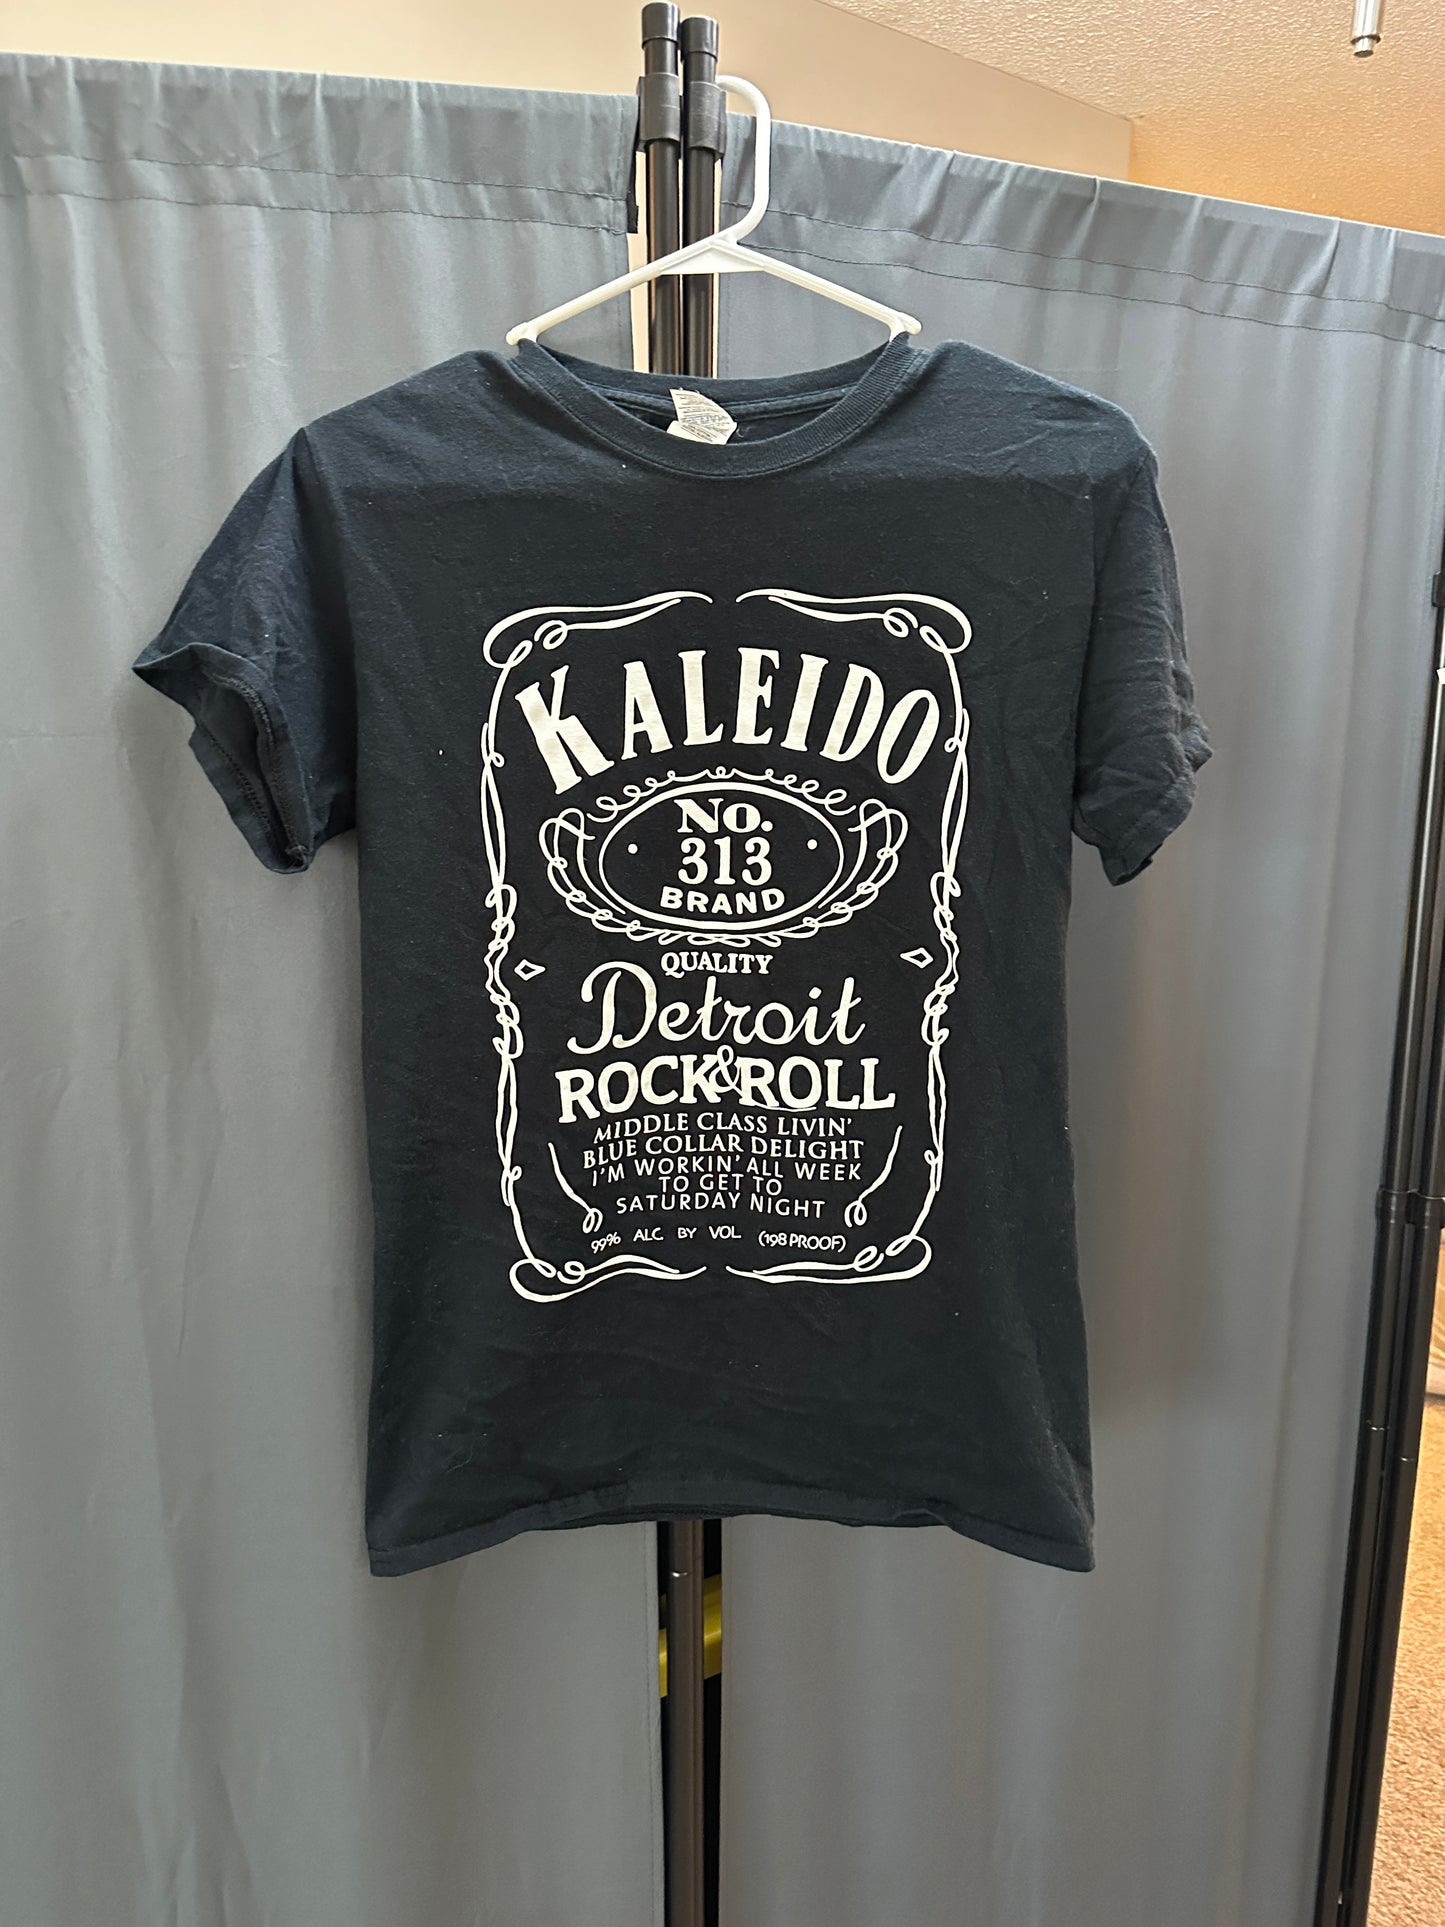 KALEIDO
No.
313
BRAND
QUALITY
Detroit
ROCK&ROLL
MIDDLE CLASS LIVIN'
BLUE COLLAR DELIGHT
I'M WORKIN' ALL WEEK
TO GET TO
SATURDAY NIGHT
99% ALC. BY VOL. (198 PROOF)